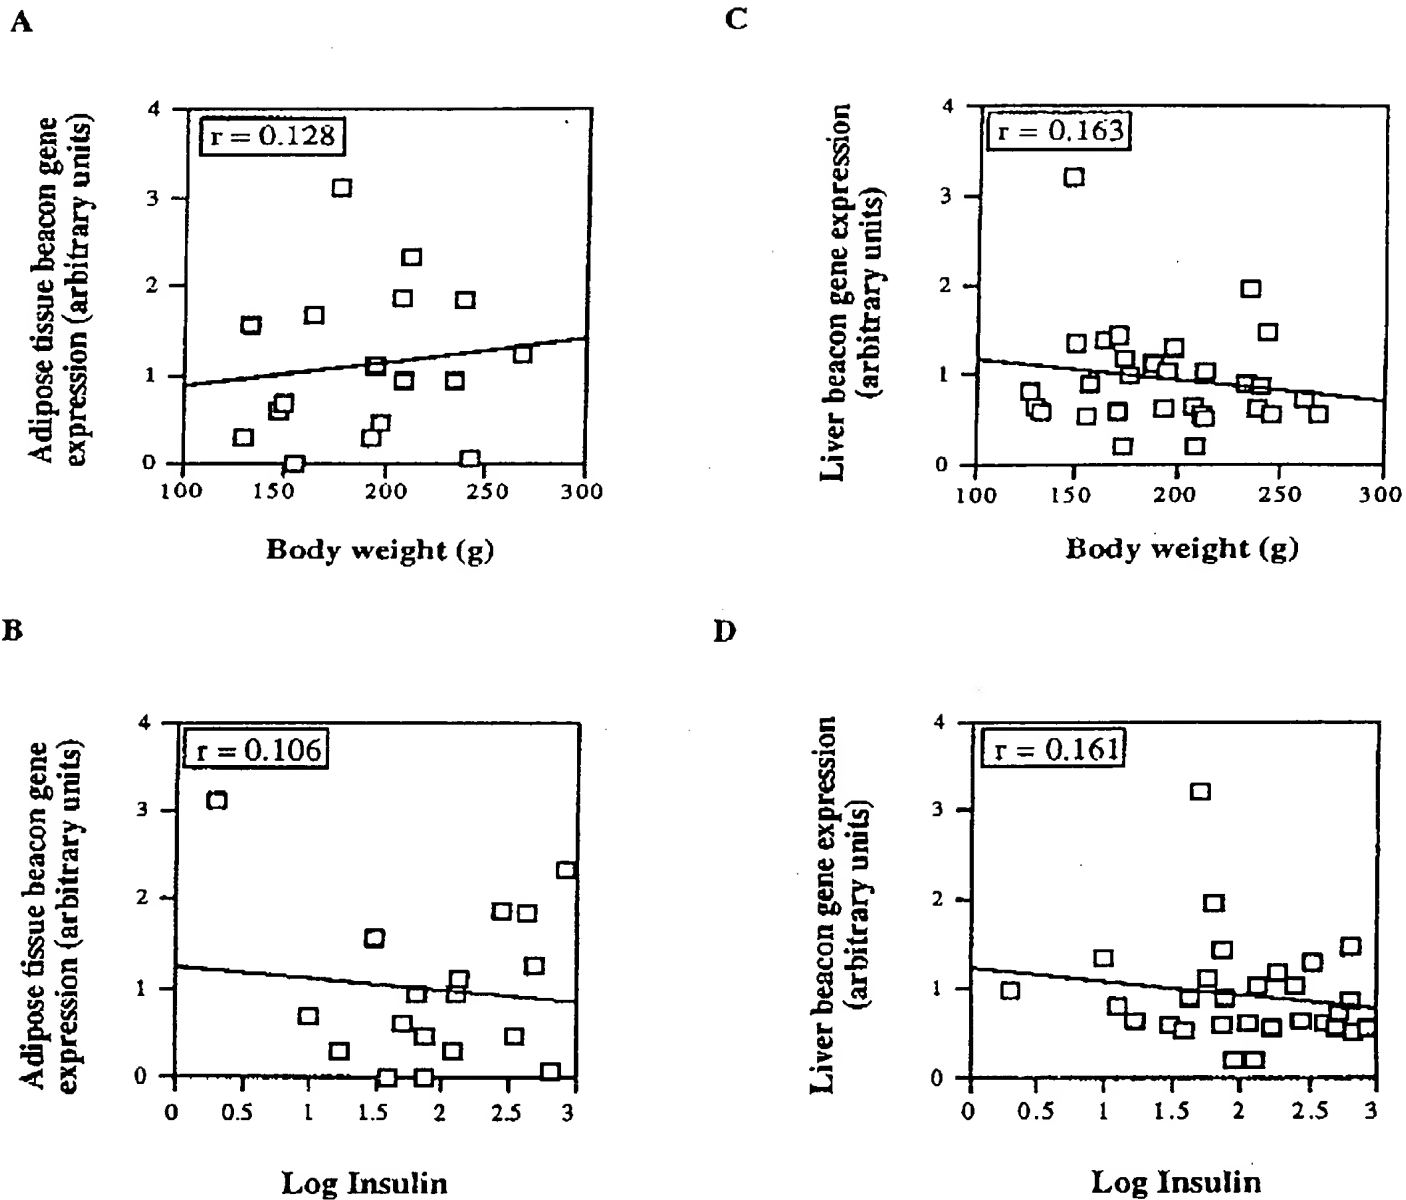 A
Adipose tissue beacon gene
expression (arbitrary units)
r = 0.128
4
3
2
1
0
100 150 200 250 300
Body weight (g)
C
Liver beacon gene expression
(arbitrary units)
r = 0.163
4
3
2
1
0
100 150 200 250 300
Body weight (g)
B
Adipose tissue beacon gene
expression (arbitrary units)
r = 0.106
4
3
2
1
0
0 0.5 1 1.5 2 2.5 3
Log Insulin
D
Liver beacon gene expression
(arbitrary units)
r = 0.161
4
3
2
1
0
0 0.5 1 1.5 2 2.5 3
Log Insulin